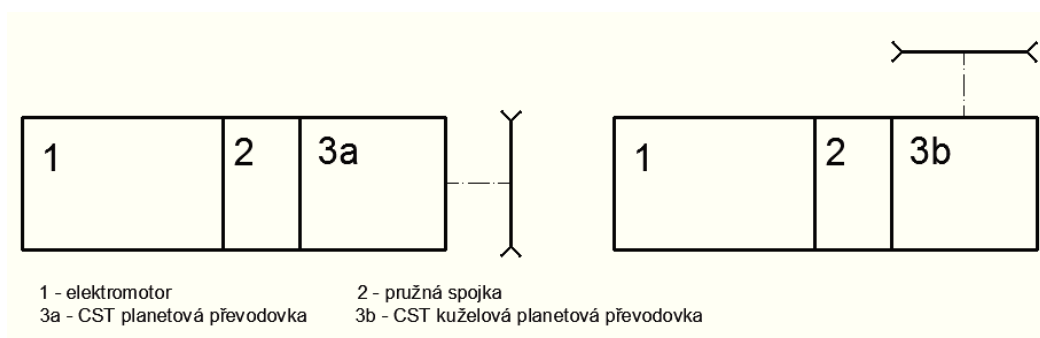 1 2 3a 1 2 3b
1 - elektromotor 2 - pružná spojka
3a - CST planetová převodovka 3b - CST kuželová planetová převodovka